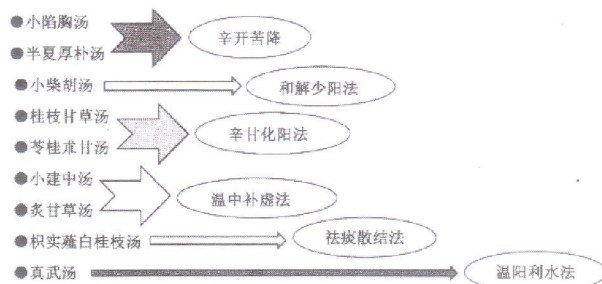 ●小陷胸汤
●半夏厚朴汤
辛开苦降
●小柴胡汤
和解少阳法
●桂枝甘草汤
●苓桂术甘汤
辛甘化阳法
●小建中汤
●炙甘草汤
温中补虚法
●枳实薤白桂枝汤
祛痰散结法
●真武汤
温阳利水法